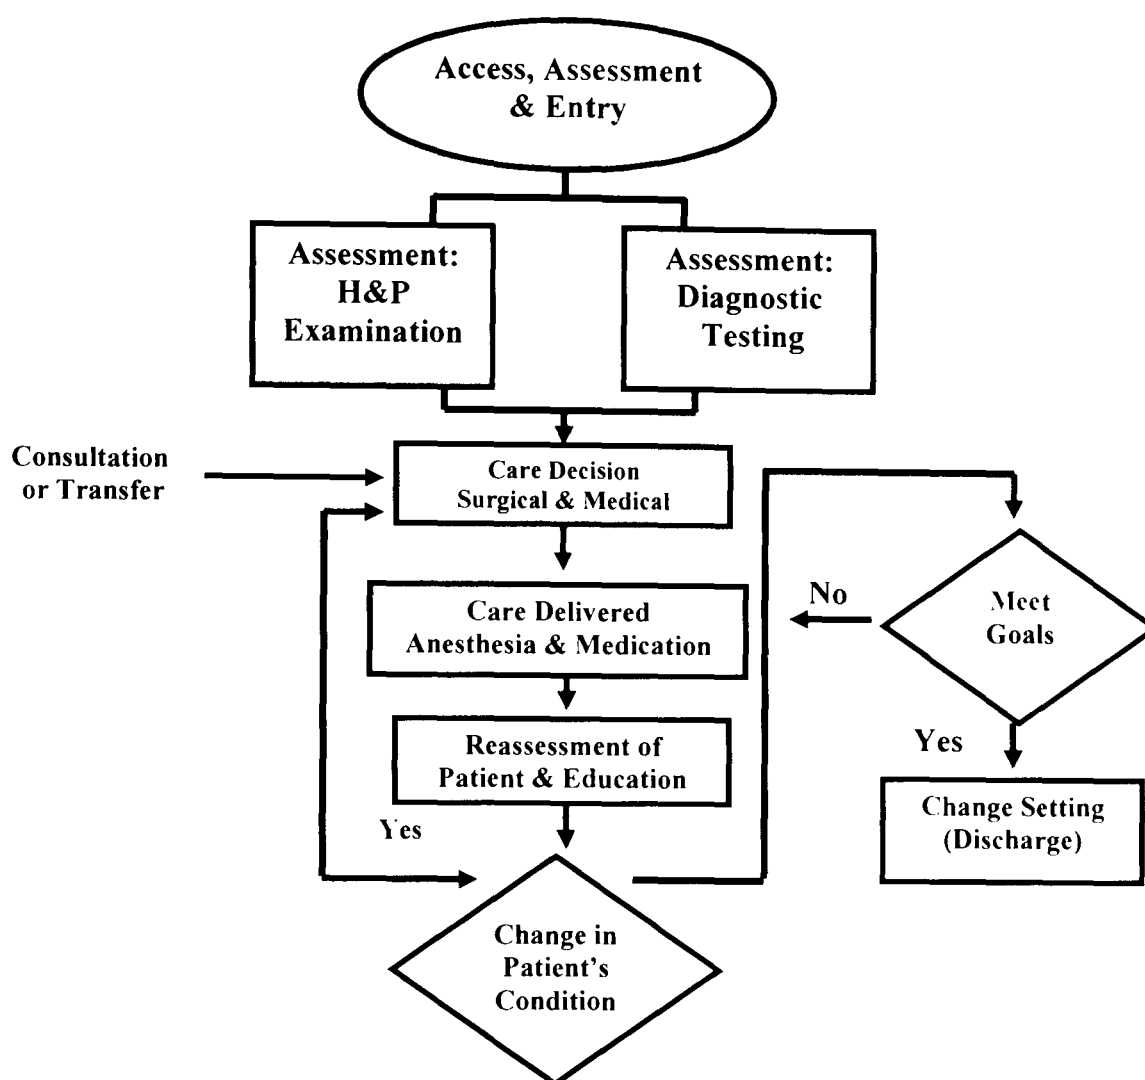 Access, Assessment
& Entry
Assessment:
H&P
Examination
Assessment:
Diagnostic
Testing
Consultation
or Transfer
Care Decision
Surgical & Medical
Care Delivered
Anesthesia & Medication
No
Meet
Goals
Reassessment of
Patient & Education
Yes
Change Setting
(Discharge)
Yes
Change in
Patient's
Condition